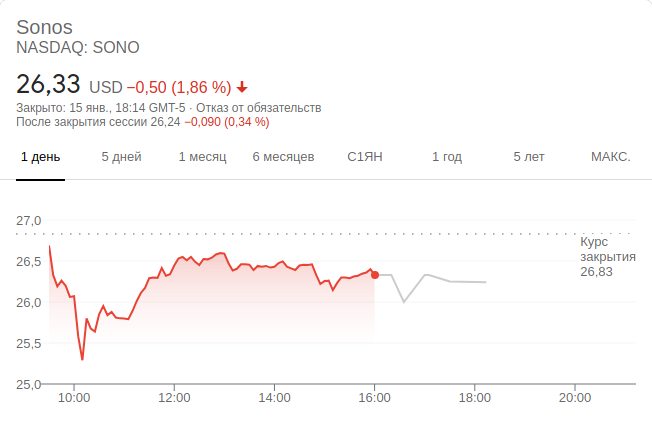 Sonos
NASDAQ: SONO
26,33 USD −0,50 (1,86 %)
Закрыто: 15 янв., 18:14 GMT-5 · Отказ от обязательств
После закрытия сессии 26,24 −0,090 (0,34 %)
1 день 5 дней 1 месяц 6 месяцев С1ЯН 1 год 5 лет МАКС.
27,0
Курс
закрытия
26,83
26,5
26,0
25,5
25,0
10:00 12:00 14:00 16:00 18:00 20:00